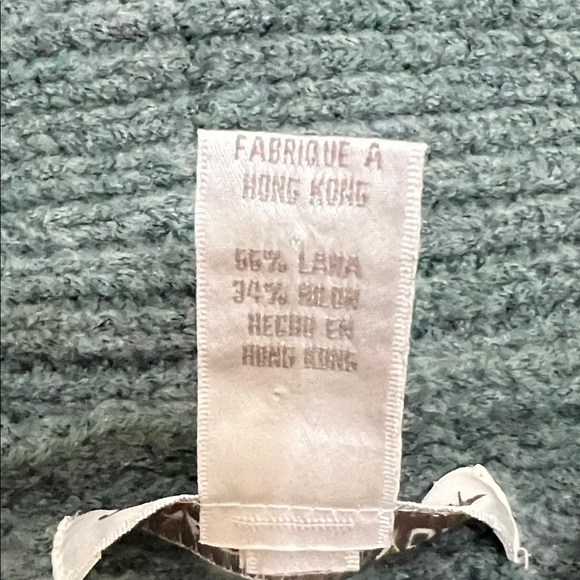 FABRIQUE A
HONG KONG
66% LANA
34% NILON
HECHO EN
HONG KONG